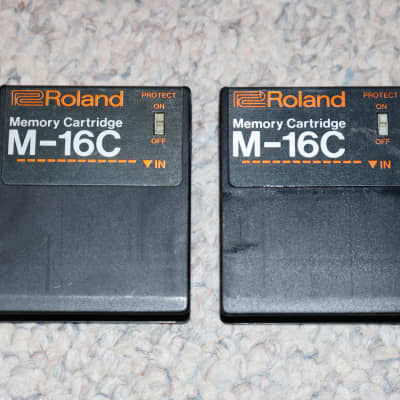 Roland
PROTECT
ON
Memory Cartridge
M-16C
OFF
▼IN
Roland
PROTECT
ON
Memory Cartridge
M-16C
OFF
▼IN